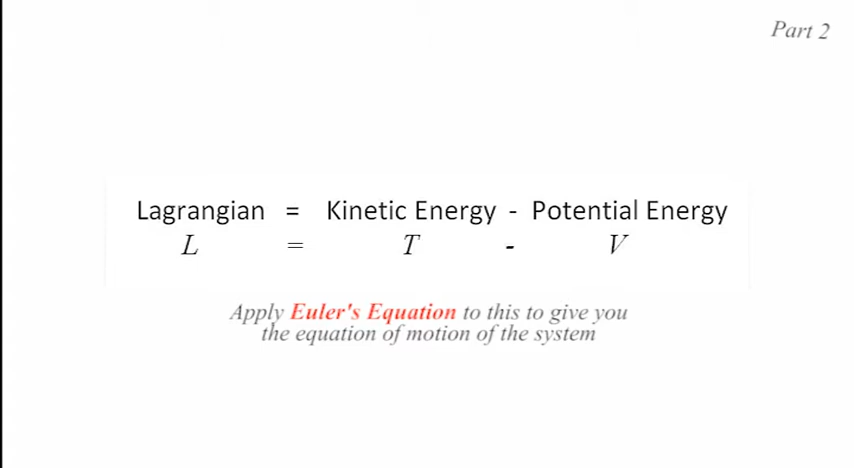 Part 2
Lagrangian = Kinetic Energy - Potential Energy
L = T - V
Apply Euler's Equation to this to give you
the equation of motion of the system